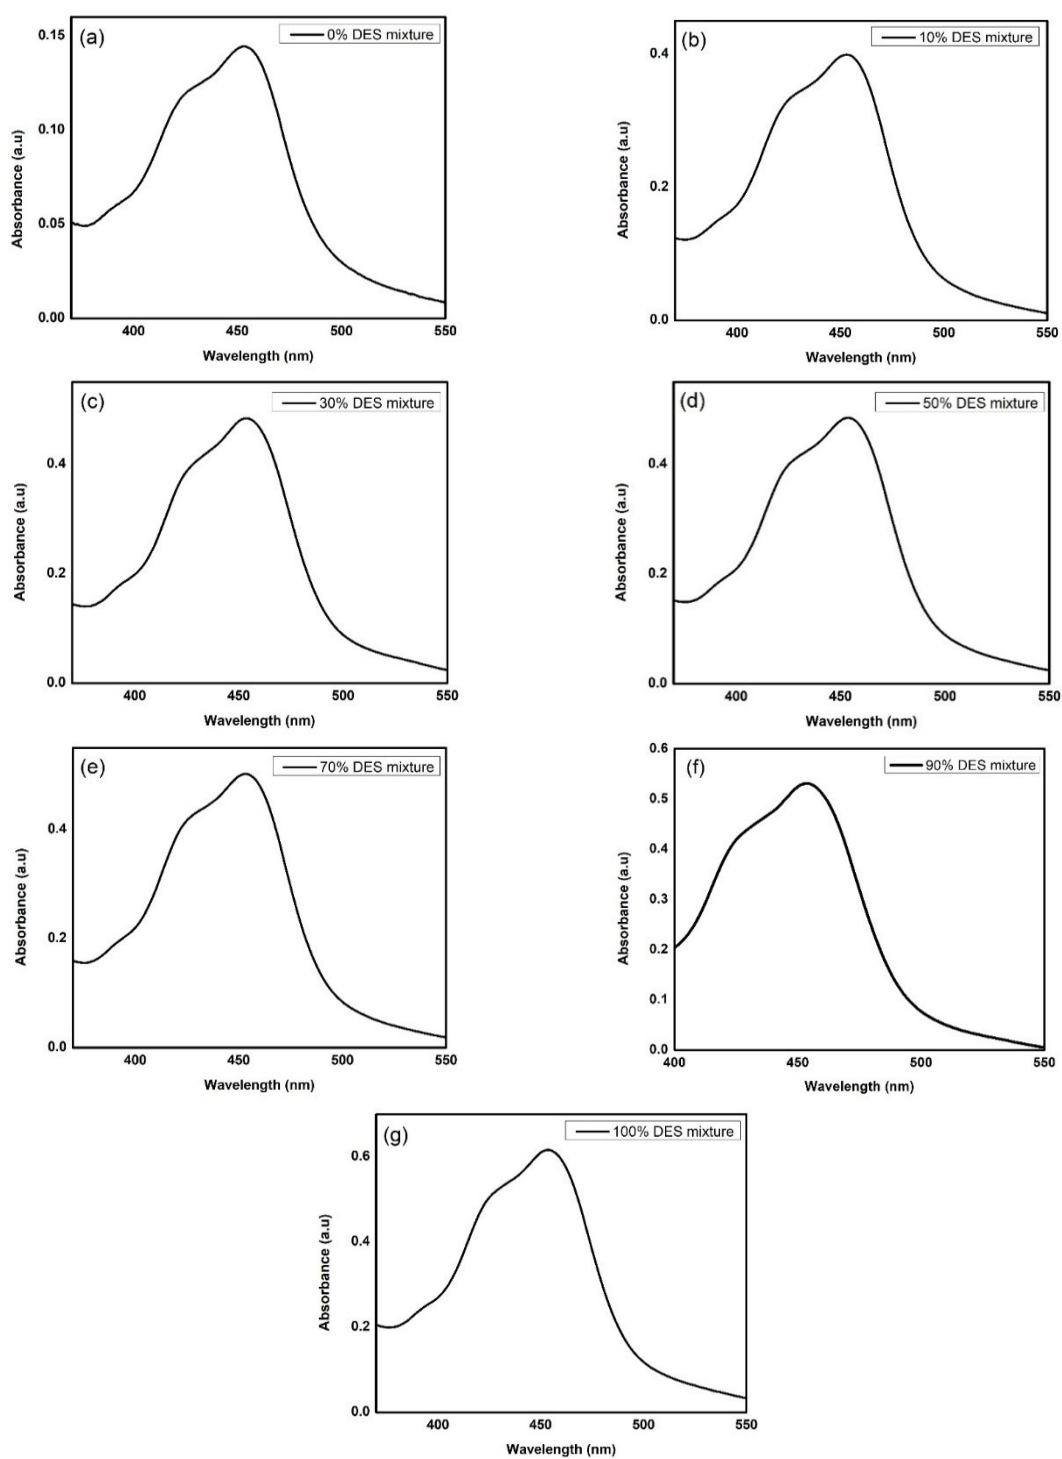 (a)
0% DES mixture
0.15
0.10
0.05
0.00
Absorbance (a.u)
400 450 500 550
Wavelength (nm)
(b)
10% DES mixture
0.4
0.2
0.0
Absorbance (a.u)
400 450 500 550
Wavelength (nm)
(c)
30% DES mixture
0.4
0.2
0.0
Absorbance (a.u)
400 450 500 550
Wavelength (nm)
(d)
50% DES mixture
0.4
0.2
0.0
Absorbance (a.u)
400 450 500 550
Wavelength (nm)
(e)
70% DES mixture
0.4
0.2
0.0
Absorbance (a.u)
400 450 500 550
Wavelength (nm)
(f)
90% DES mixture
0.6
0.5
0.4
0.3
0.2
0.1
0.0
Absorbance (a.u)
400 450 500 550
Wavelength (nm)
(g)
100% DES mixture
0.6
0.4
0.2
0.0
Absorbance (a.u)
400 450 500 550
Wavelength (nm)